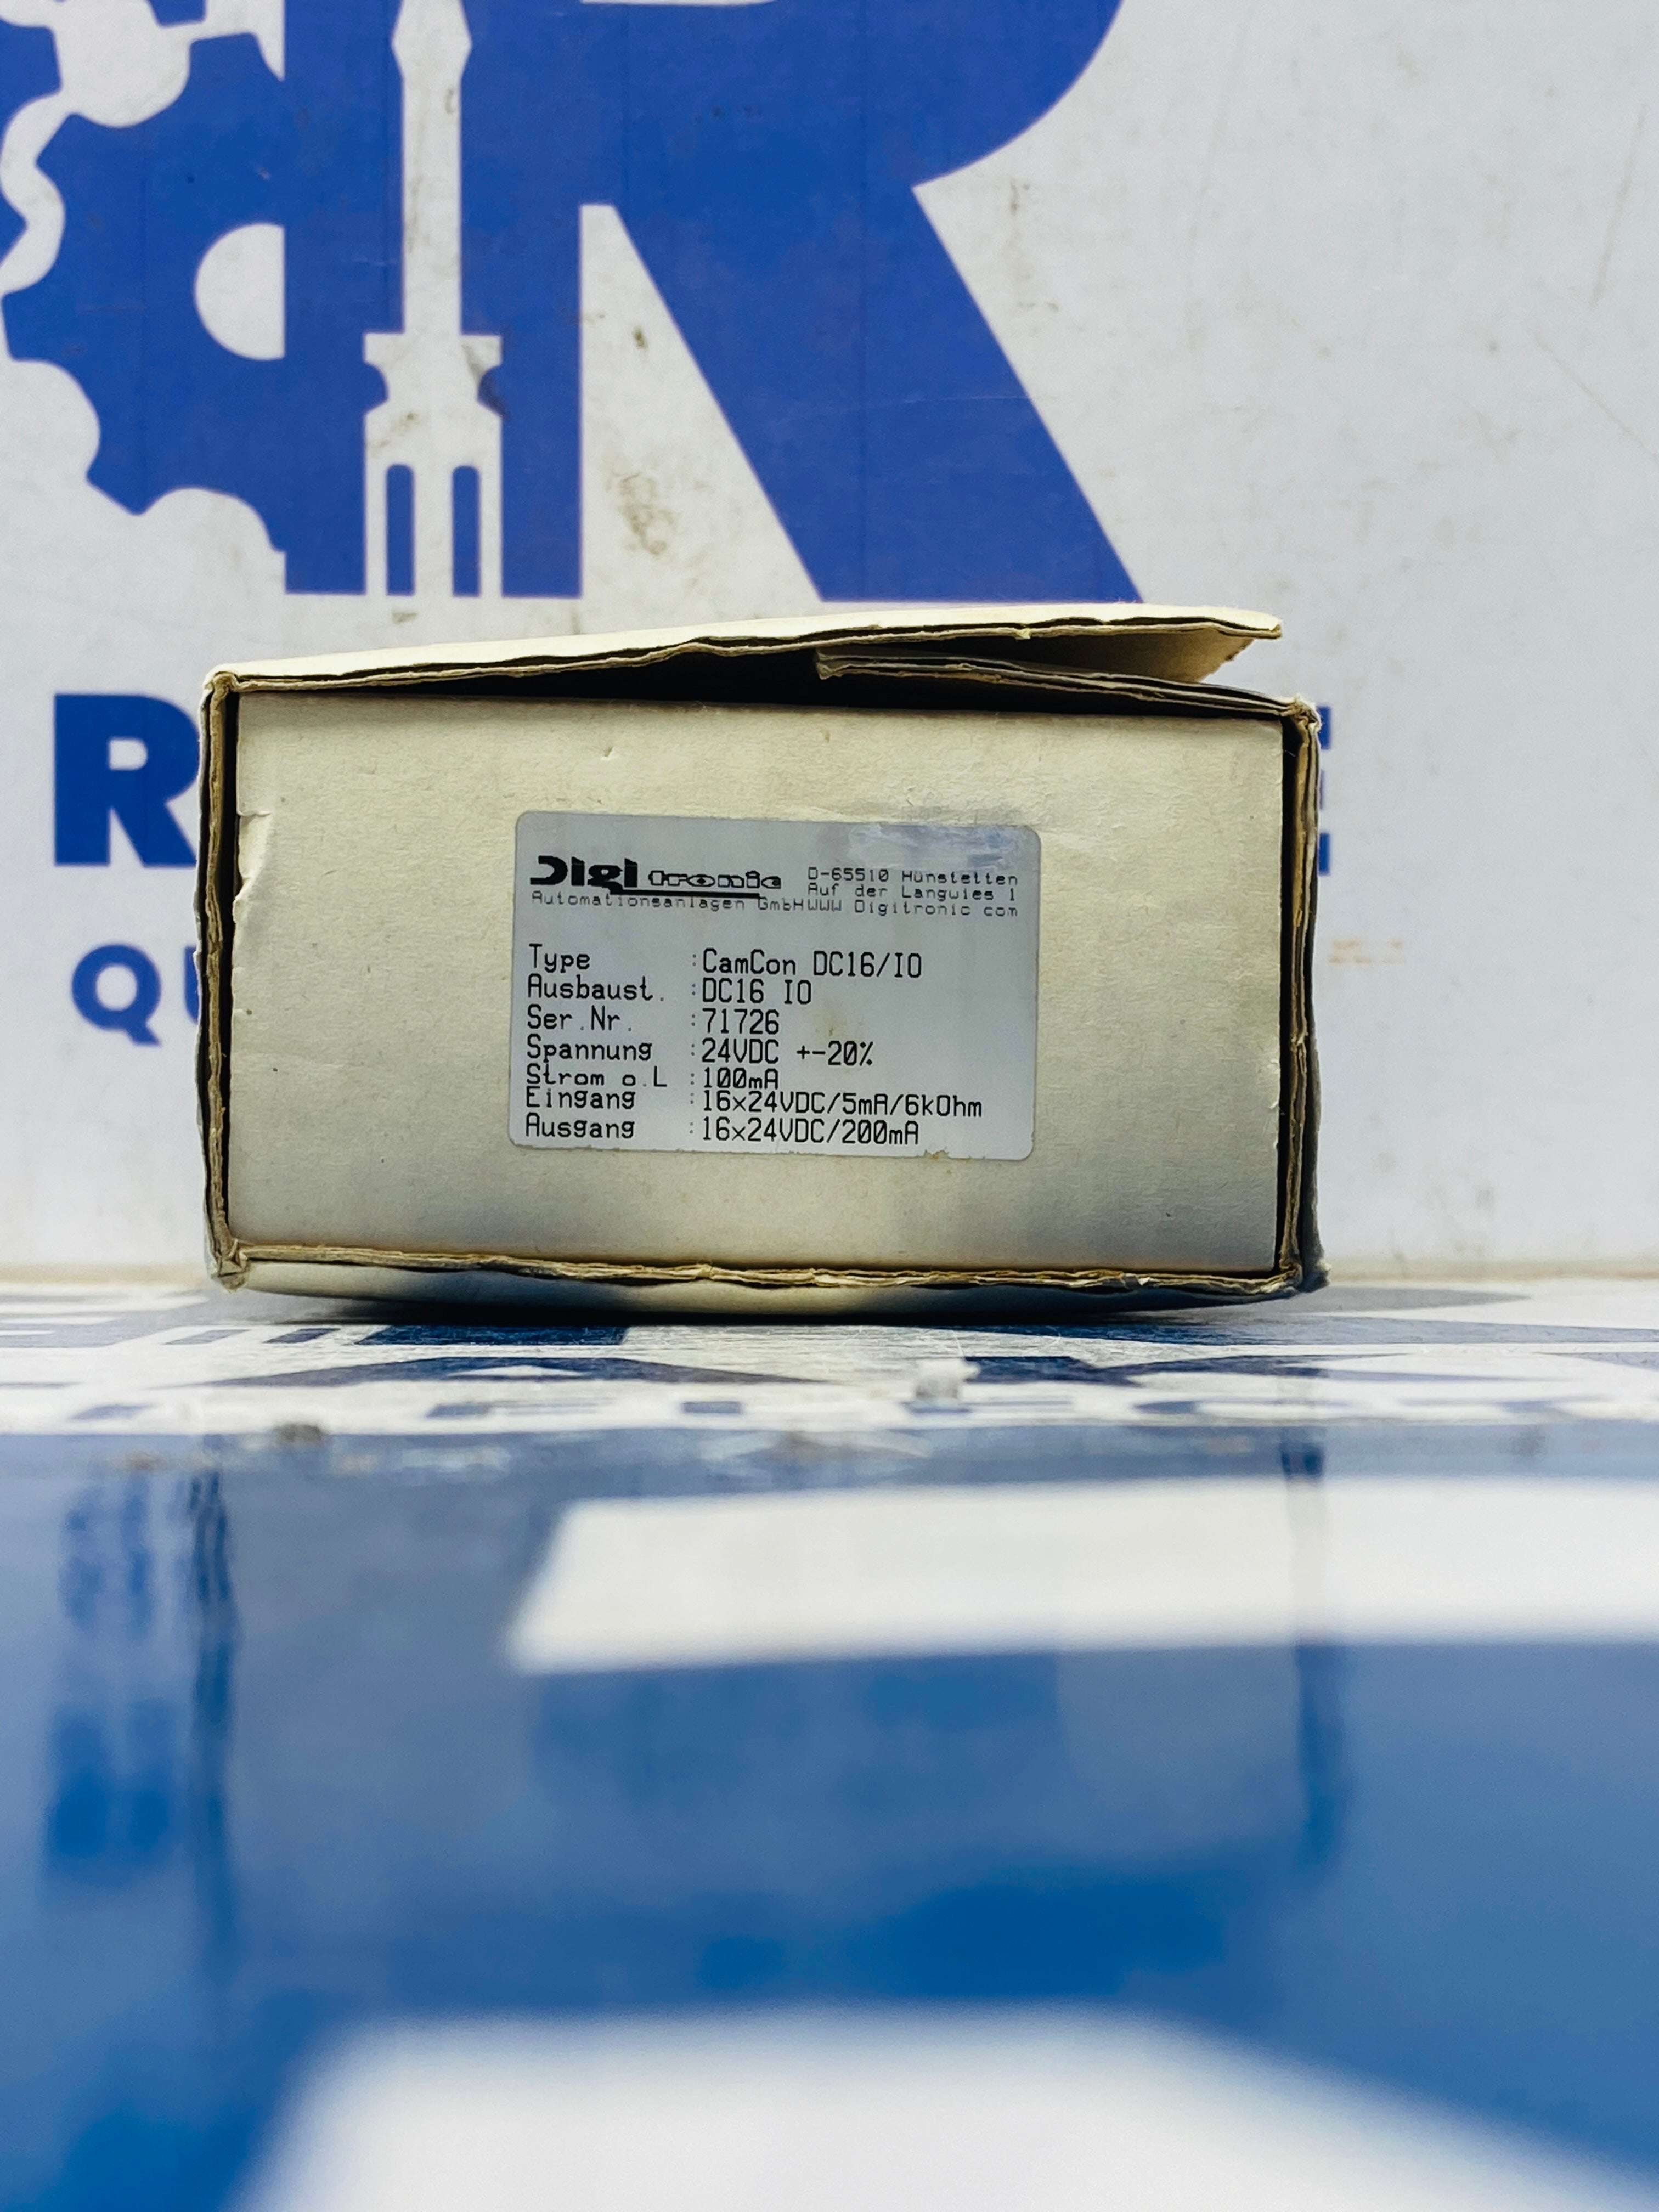 R
R
QU
Digitronic D-65510 Hünstetten
Auf der Languies 1
Automationsanlagen GmbH WWW Digitronic com
Type :CamCon DC16/IO
Ausbaust. :DC16 IO
Ser.Nr. :71726
Spannung :24VDC +-20%
Strom o.L :100mA
Eingang :16x24VDC/5mA/6kOhm
Ausgang :16x24VDC/200mA